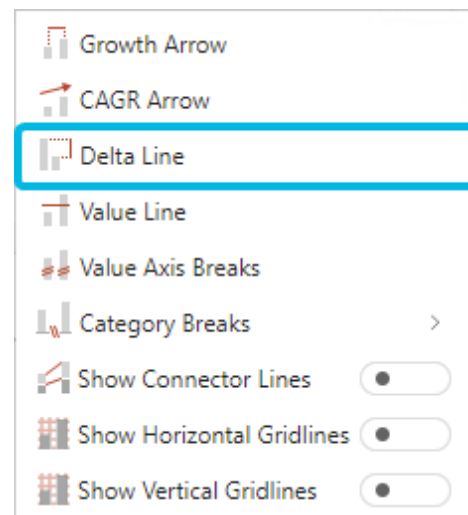 Growth Arrow
CAGR Arrow
Delta Line
Value Line
Value Axis Breaks
Category Breaks
Show Connector Lines
Show Horizontal Gridlines
Show Vertical Gridlines